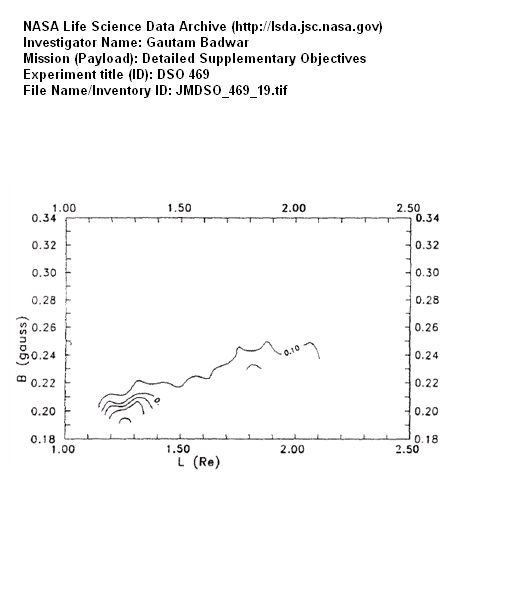 NASA Life Science Data Archive (http://lsda.jsc.nasa.gov)
Investigator Name: Gautam Badwar
Mission (Payload): Detailed Supplementary Objectives
Experiment title (ID): DSO 469
File Name/Inventory ID: JMDSO_469_19.tif
1.00 1.50 2.00 2.50
0.34 0.34
0.32 0.32
0.30 0.30
0.28 0.28
0.26 0.26
0.24 0.24
0.22 0.22
0.20 0.20
0.18 0.18
B (gauss)
0.10
0.
1.00 1.50 2.00 2.50
L (Re)